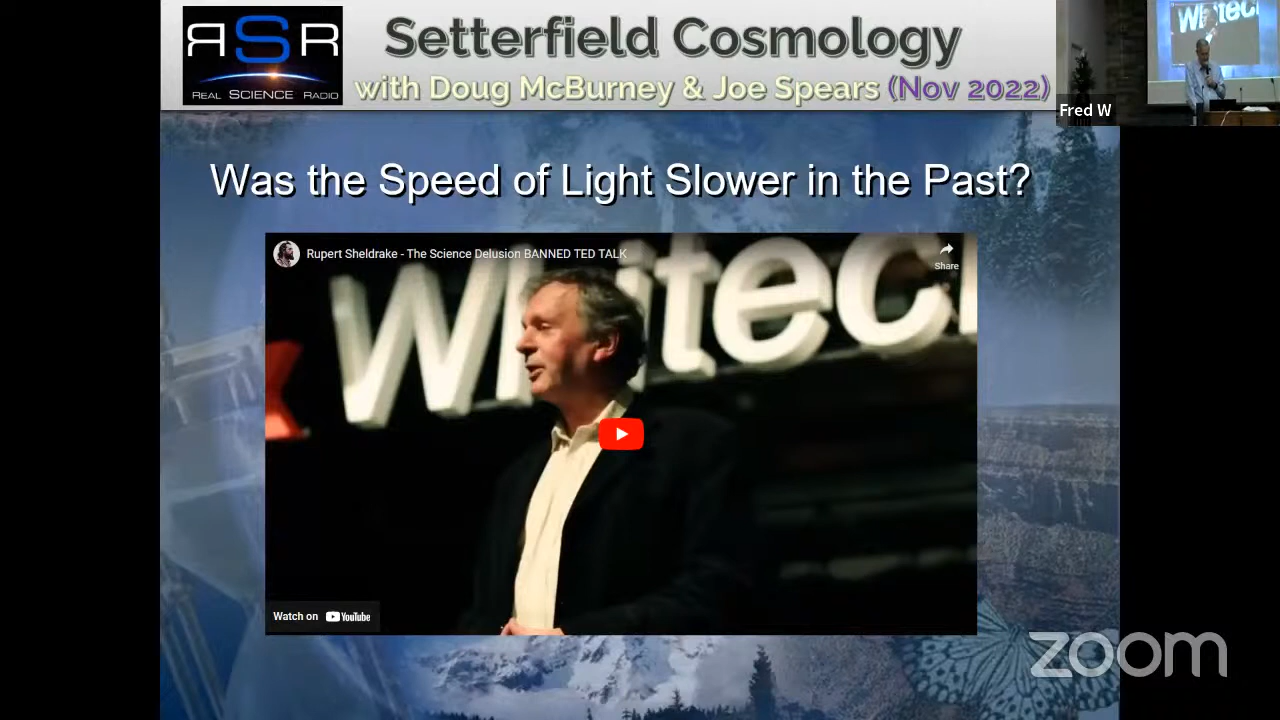 RSR
REAL SCIENCE RADIO
Setterfield Cosmology
with Doug McBurney & Joe Spears (Nov 2022)
Fred W
Was the Speed of Light Slower in the Past?
Rupert Sheldrake - The Science Delusion BANNED TED TALK
Share
Whitec
Watch on YouTube
zoom